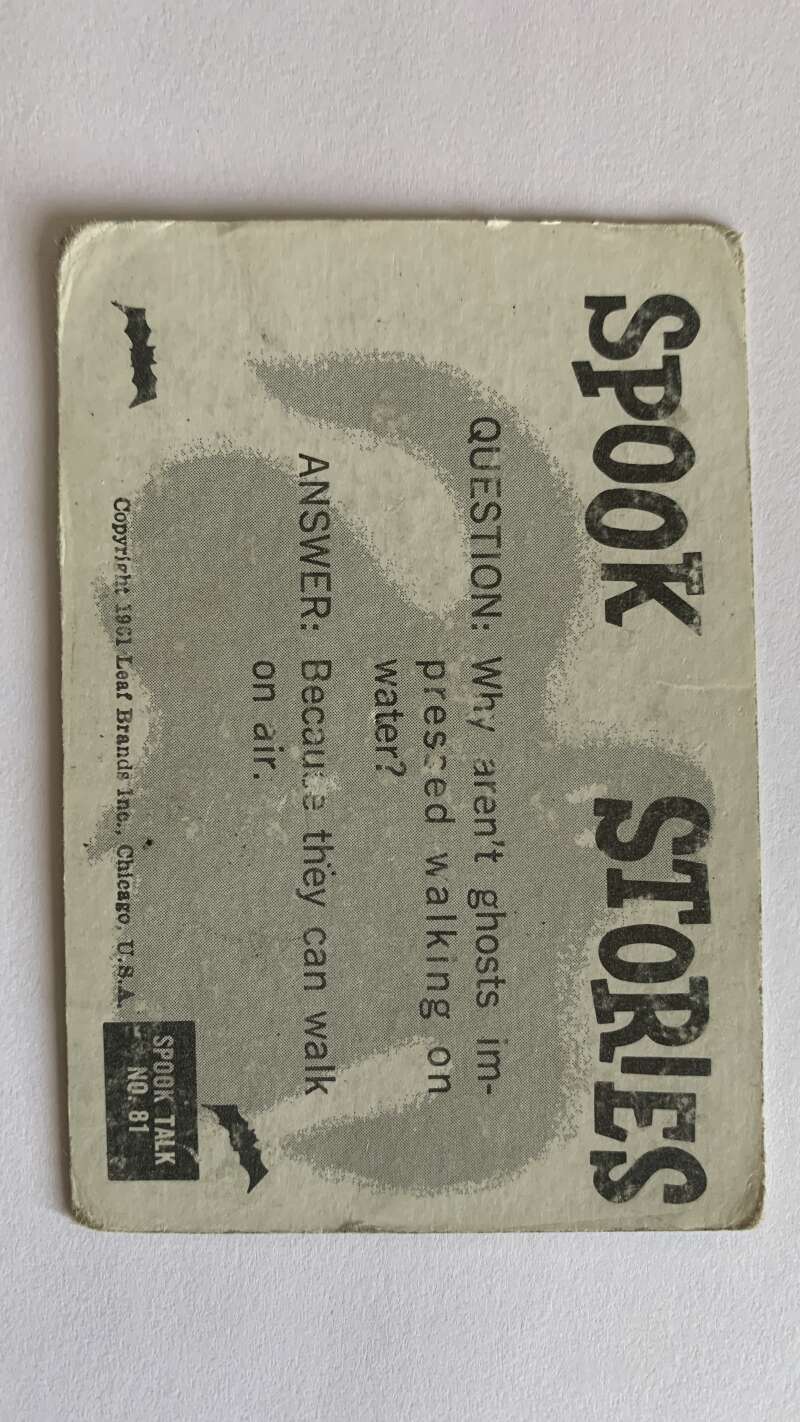 SPOOK STORIES
QUESTION: Why aren't ghosts im-
pressed walking on
water?
ANSWER: Because they can walk
on air.
Copyright 1961 Leaf Brands Inc., Chicago, U.S.A.
SPOOK TALK
NO. 81